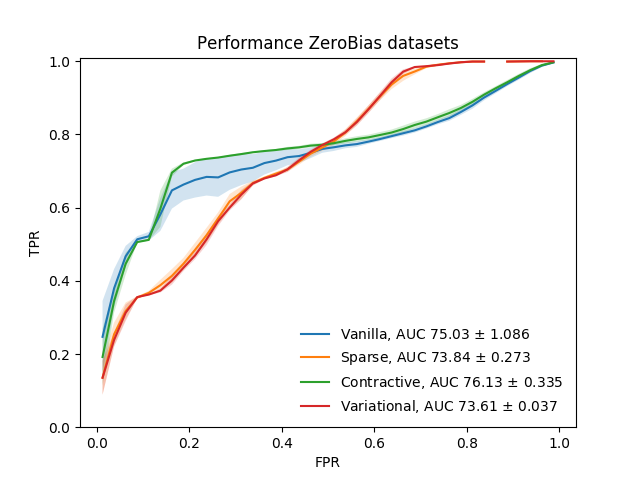 Performance ZeroBias datasets
1.0
0.8
0.6
0.4
0.2
0.0
TPR
Vanilla, AUC 75.03 ± 1.086
Sparse, AUC 73.84 ± 0.273
Contractive, AUC 76.13 ± 0.335
Variational, AUC 73.61 ± 0.037
0.0 0.2 0.4 0.6 0.8 1.0
FPR